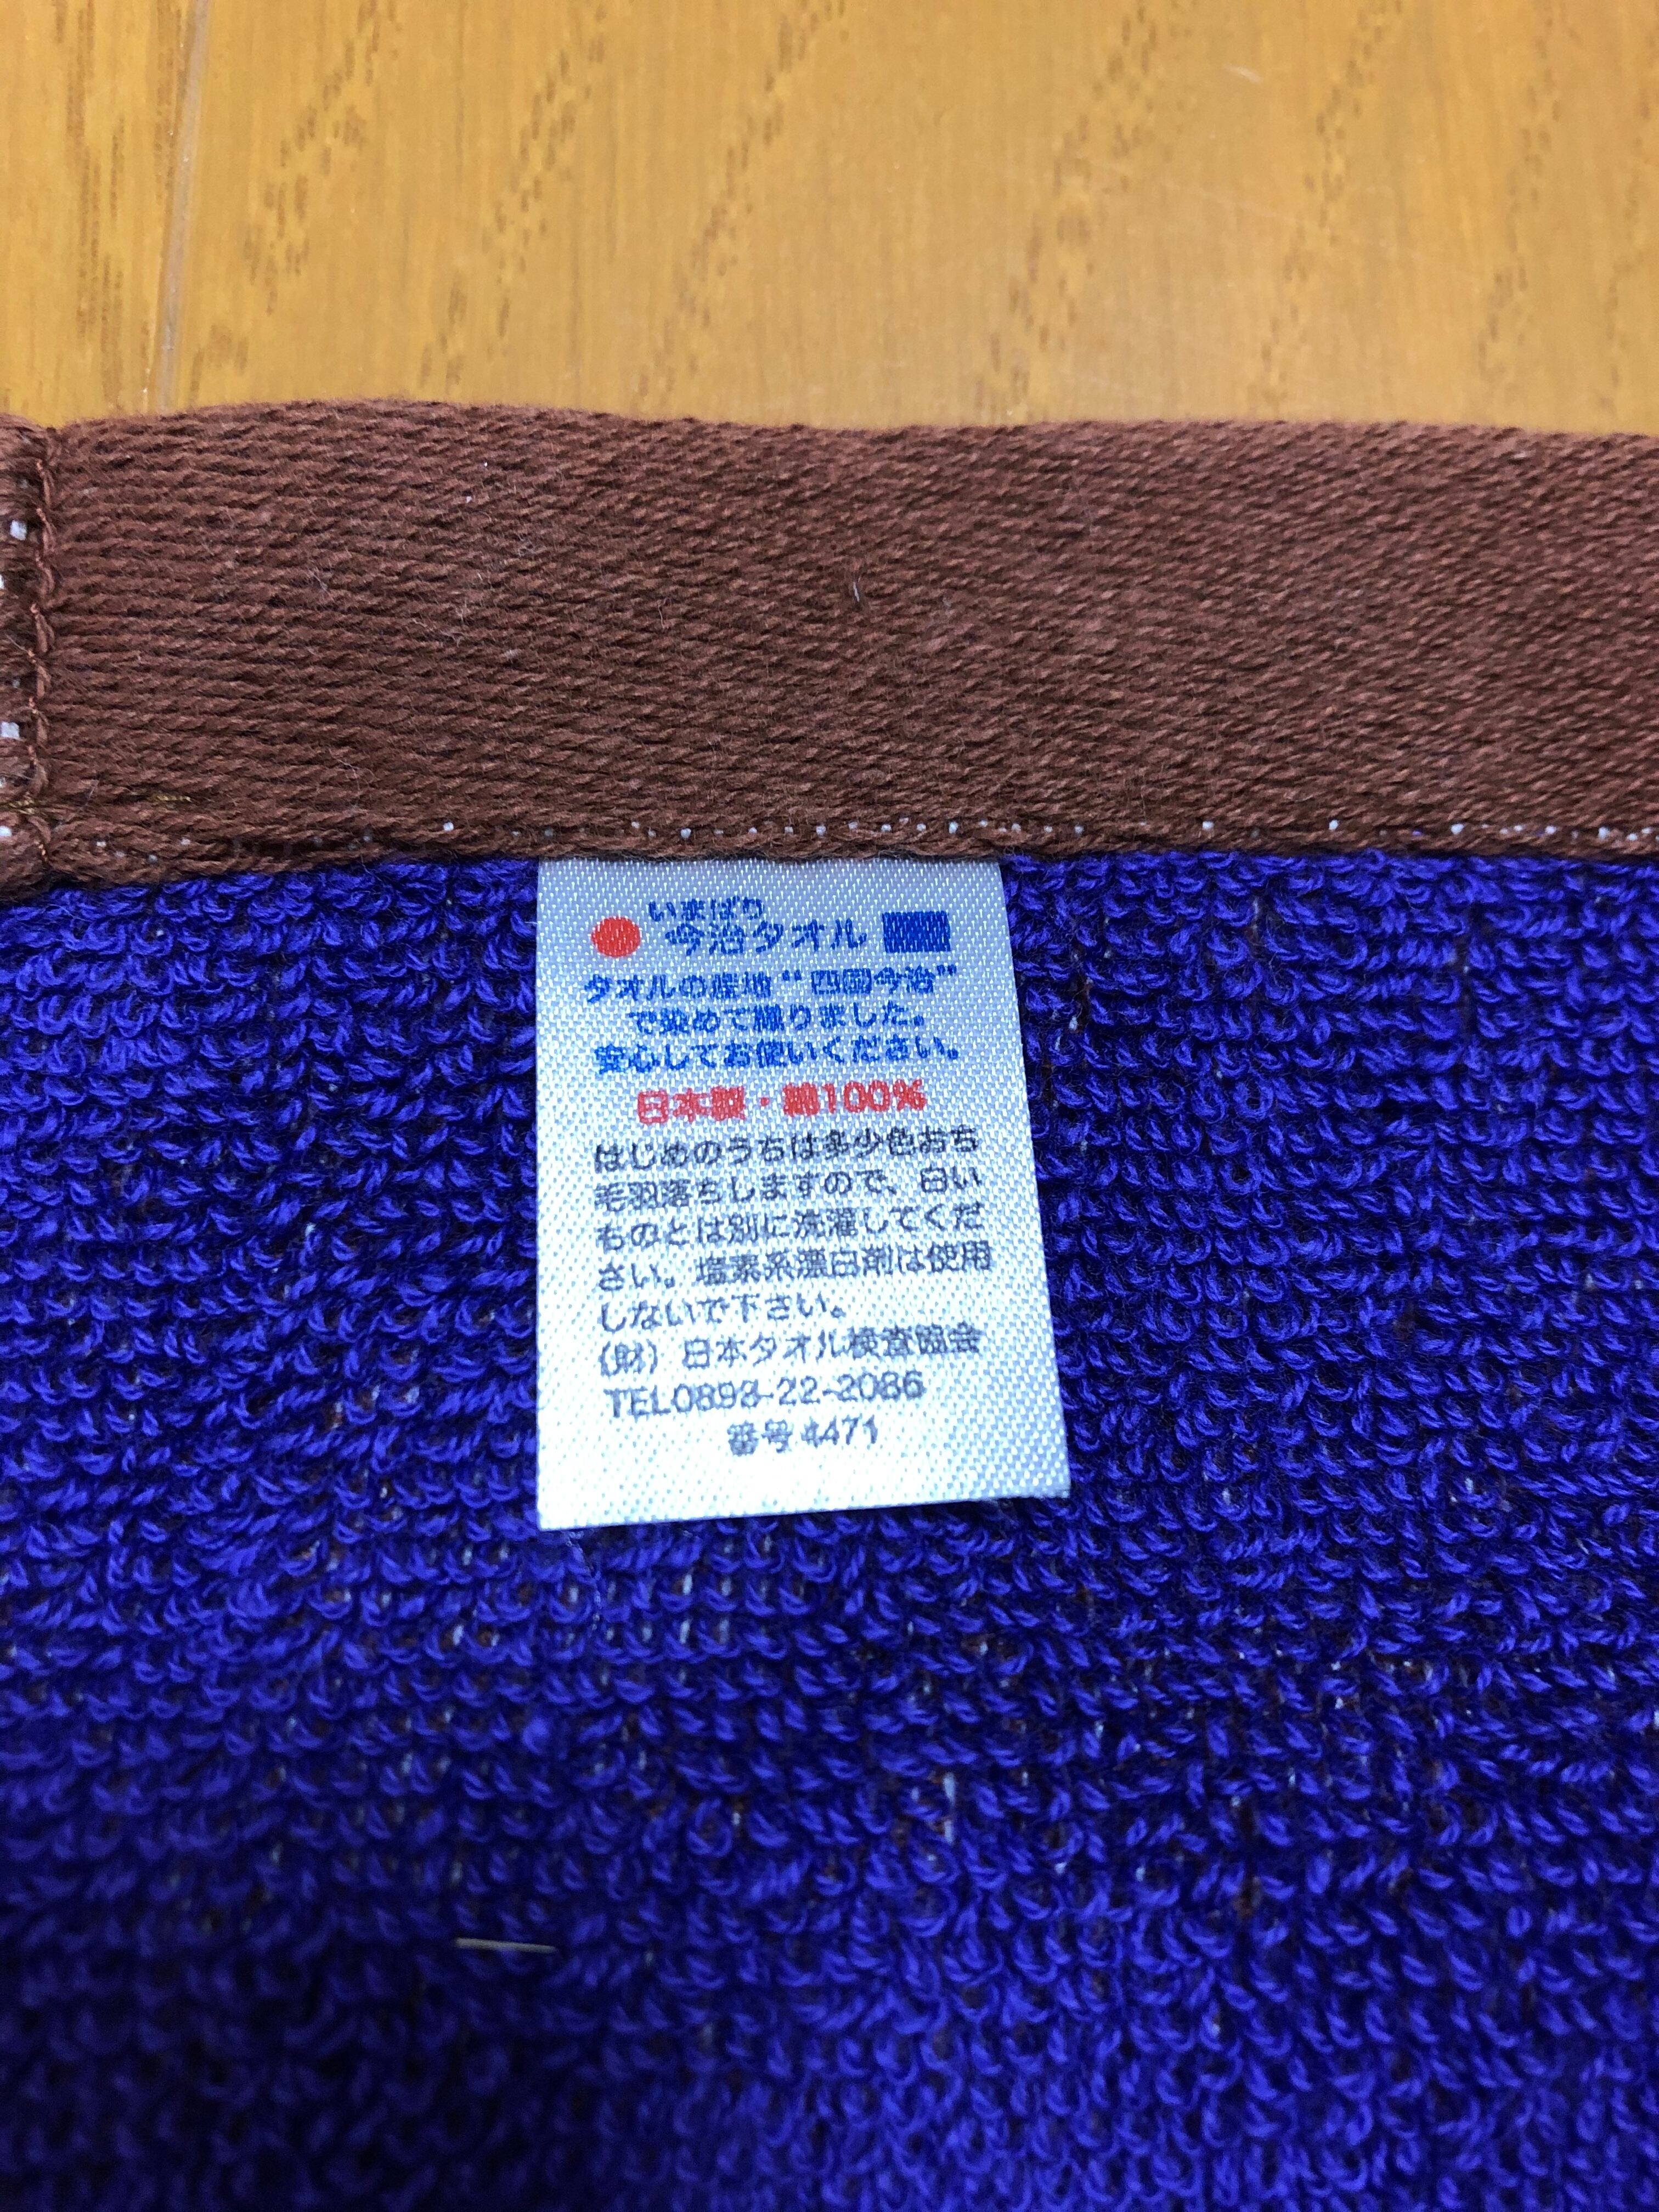 いまばり
今治タオル
タオルの産地“四国今治”
で染めて織りました。
安心してお使いください。
日本製・綿100%
はじめのうちは多少色おち
毛羽落ちしますので、白い
ものとは別に洗濯してくだ
さい。塩素系漂白剤は使用
しないで下さい。
(財) 日本タオル検査協会
TEL0898-22-2086
番号4471